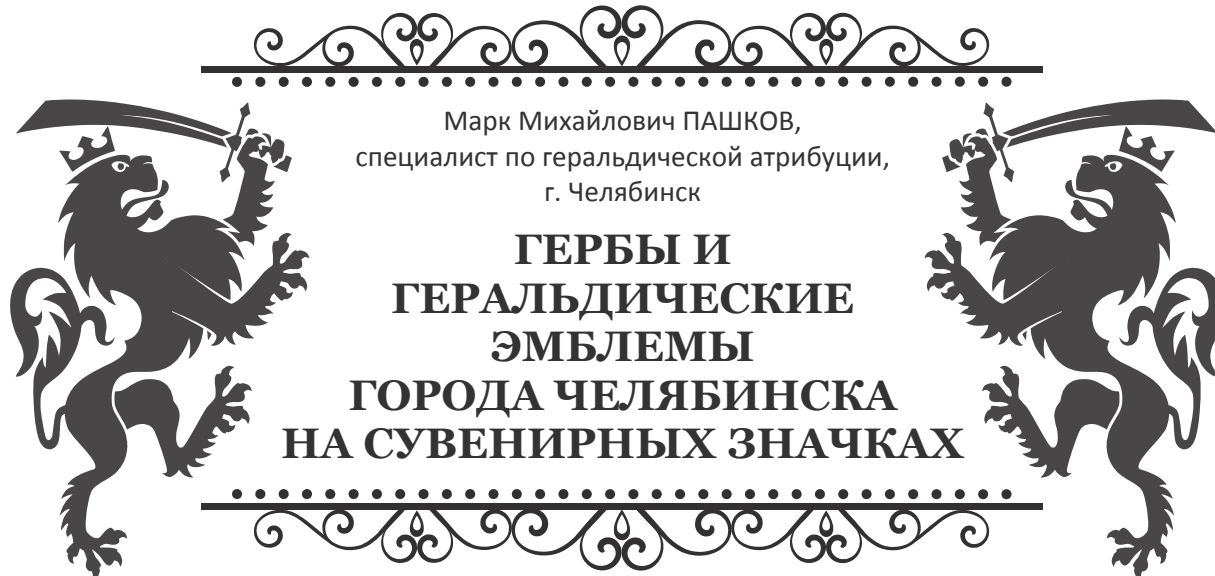 Марк Михайлович ПАШКОВ,
специалист по геральдической атрибуции,
г. Челябинск
ГЕРБЫ И
ГЕРАЛЬДИЧЕСКИЕ
ЭМБЛЕМЫ
ГОРОДА ЧЕЛЯБИНСКА
НА СУВЕНИРНЫХ ЗНАЧКАХ